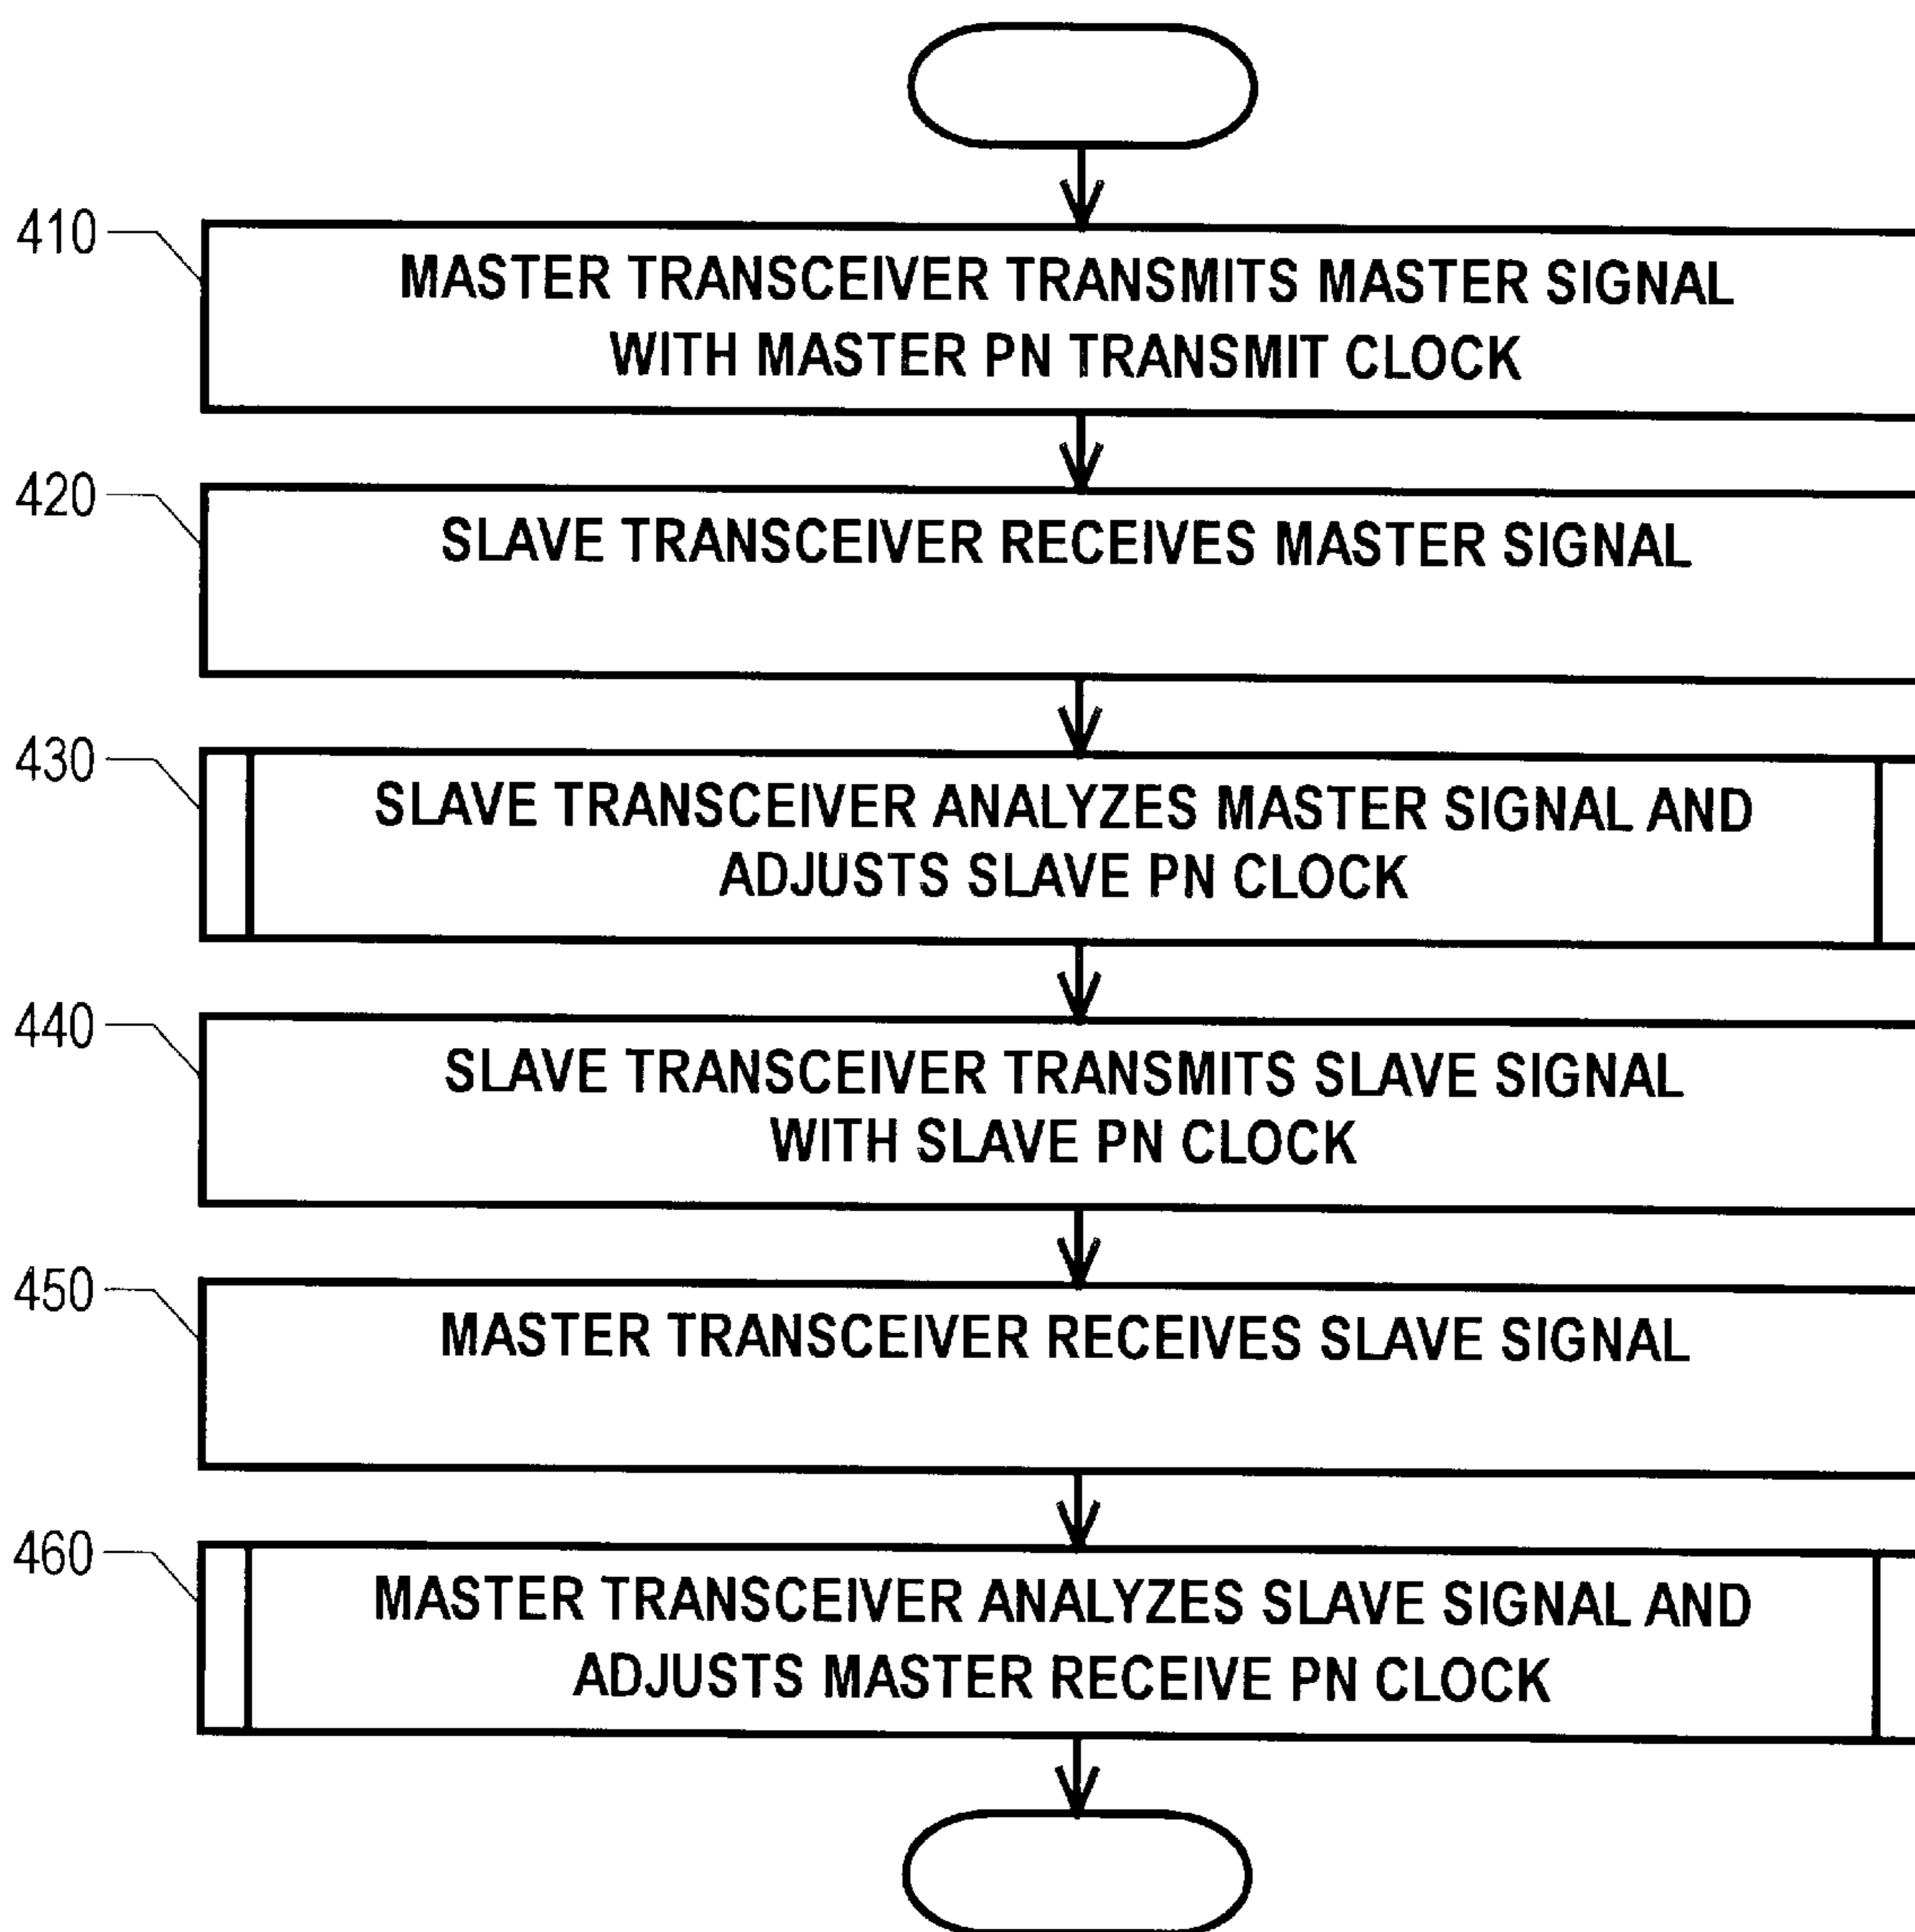 410
MASTER TRANSCEIVER TRANSMITS MASTER SIGNAL
WITH MASTER PN TRANSMIT CLOCK
420
SLAVE TRANSCEIVER RECEIVES MASTER SIGNAL
430
SLAVE TRANSCEIVER ANALYZES MASTER SIGNAL AND
ADJUSTS SLAVE PN CLOCK
440
SLAVE TRANSCEIVER TRANSMITS SLAVE SIGNAL
WITH SLAVE PN CLOCK
450
MASTER TRANSCEIVER RECEIVES SLAVE SIGNAL
460
MASTER TRANSCEIVER ANALYZES SLAVE SIGNAL AND
ADJUSTS MASTER RECEIVE PN CLOCK